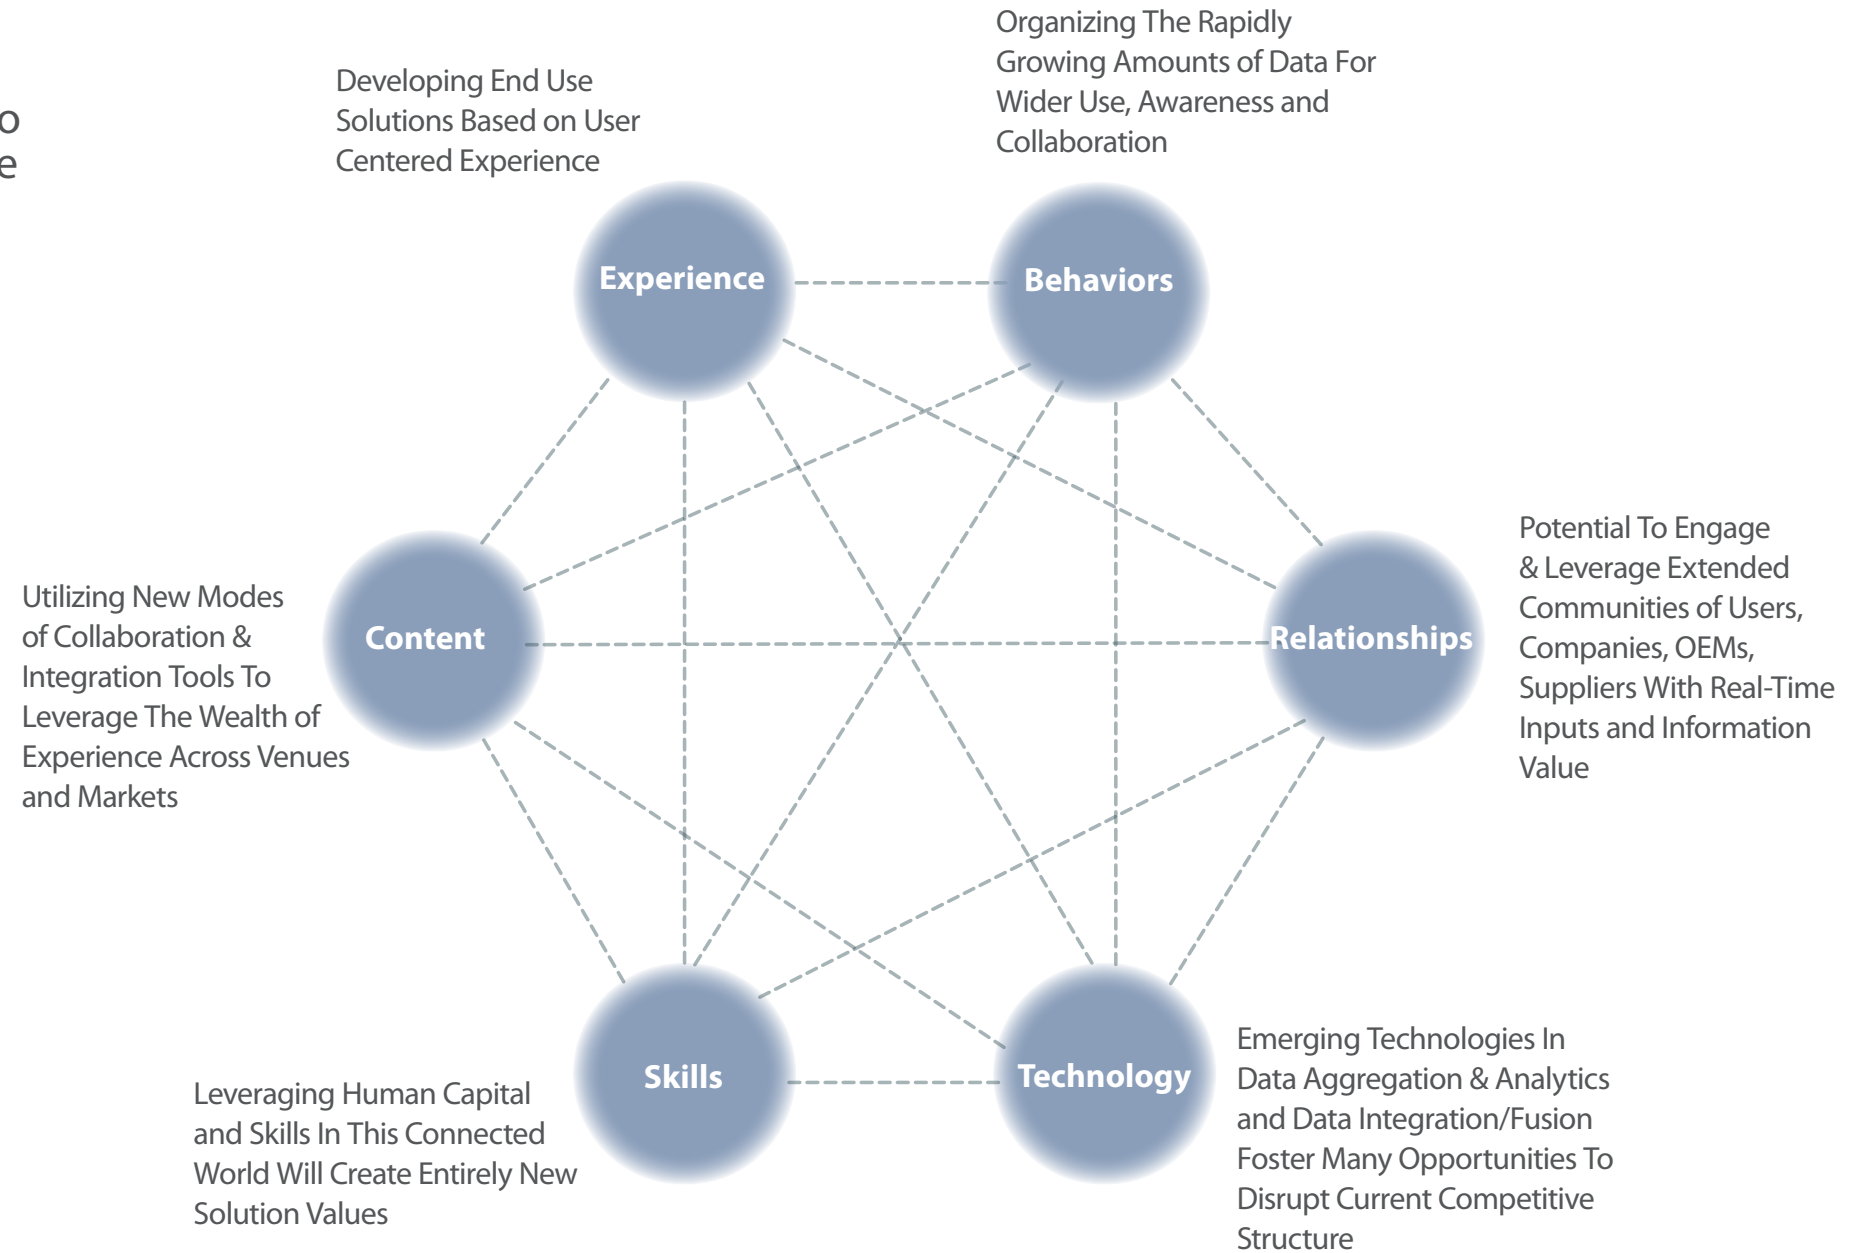 Organizing The Rapidly
Growing Amounts of Data For
Wider Use, Awareness and
Collaboration
Developing End Use
Solutions Based on User
Centered Experience
o
e
Experience
Behaviors
Potential To Engage
& Leverage Extended
Communities of Users,
Companies, OEMs,
Suppliers With Real-Time
Inputs and Information
Value
Utilizing New Modes
of Collaboration &
Integration Tools To
Leverage The Wealth of
Experience Across Venues
and Markets
Content
Relationships
Skills
Technology
Emerging Technologies In
Data Aggregation & Analytics
and Data Integration/Fusion
Foster Many Opportunities To
Disrupt Current Competitive
Structure
Leveraging Human Capital
and Skills In This Connected
World Will Create Entirely New
Solution Values